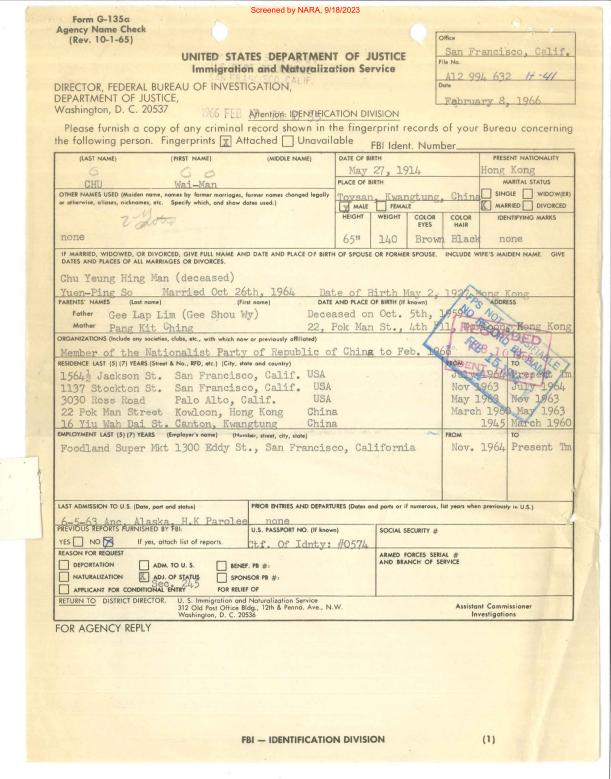 Screened by NARA, 9/18/2023
Form G-135a
Agency Name Check
(Rev. 10-1-65)
UNITED STATES DEPARTMENT OF JUSTICE
Immigration and Naturalization Service
Office
San Francisco, Calif.
File No.
A12 994 632 H-41
Date
February 8, 1966
DIRECTOR, FEDERAL BUREAU OF INVESTIGATION,
DEPARTMENT OF JUSTICE,
Washington, D. C. 20537
1966 FEB
Attention: IDENTIFICATION DIVISION
Please furnish a copy of any criminal record shown in the fingerprint records of your Bureau concerning
the following person. Fingerprints X Attached Unavailable FBI Ident. Number
(LAST NAME) (FIRST NAME) (MIDDLE NAME)
CHU Wai-Man
DATE OF BIRTH
May 27, 1914
PRESENT NATIONALITY
Hong Kong
OTHER NAMES USED (Maiden name, names by former marriages, former names changed legally
or otherwise, aliases, nicknames, etc. Specify which, and show dates used.)
none
PLACE OF BIRTH
Toysan, Kwangtung, China
MARITAL STATUS
SINGLE WIDOW(ER)
X MARRIED DIVORCED
X MALE FEMALE
HEIGHT WEIGHT COLOR EYES COLOR HAIR IDENTIFYING MARKS
65" 140 Brown Black none
IF MARRIED, WIDOWED, OR DIVORCED, GIVE FULL NAME AND DATE AND PLACE OF BIRTH OF SPOUSE OR FORMER SPOUSE. INCLUDE WIFE'S MAIDEN NAME. GIVE
DATES AND PLACES OF ALL MARRIAGES OR DIVORCES.
Chu Yeung Hing Man (deceased)
Yuen-Ping So Married Oct 26th, 1964 Date of Birth May 2, Hong Kong
PARENTS' NAMES (Last name) (First name) DATE AND PLACE OF BIRTH (If known) ADDRESS
Father Gee Lap Lim (Gee Shou Wy) Deceased on Oct. 5th, 1959
Mother Pang Kit Ching 22, Pok Man St., 4th Hong Kong
ORGANIZATIONS (Include any societies, clubs, etc., with which now or previously affiliated)
Member of the Nationalist Party of Republic of China to Feb. 1966
RESIDENCE LAST (5) (7) YEARS (Street & No., RFD, etc.) (City, state and country) FROM TO
1564½ Jackson St. San Francisco, Calif. USA July Present Tm
1137 Stockton St. San Francisco, Calif. USA Nov 1963 July 1964
3030 Ross Road Palo Alto, Calif. USA May 1963 Nov 1963
22 Pok Man Street Kowloon, Hong Kong China March 1960 May 1963
16 Yiu Wah Dai St. Canton, Kwangtung China 1945 March 1960
EMPLOYMENT LAST (5) (7) YEARS (Employer's name) (Number, street, city, state) FROM TO
Foodland Super Mkt 1300 Eddy St., San Francisco, California Nov. 1964 Present Tm
LAST ADMISSION TO U.S. (Date, port and status)
6-5-63 Anc. Alaska, H.K Parolee
PRIOR ENTRIES AND DEPARTURES (Dates and ports or if numerous, list years when previously in U.S.)
none
PREVIOUS REPORTS FURNISHED BY FBI.
YES NO X If yes, attach list of reports.
U.S. PASSPORT NO. (If known)
Ctf. Of Idnty: #0574
SOCIAL SECURITY #
REASON FOR REQUEST
DEPORTATION ADM. TO U.S. BENEF. PB #:
NATURALIZATION X ADJ. OF STATUS SPONSOR PB #:
Sec. 245
APPLICANT FOR CONDITIONAL ENTRY FOR RELIEF OF
ARMED FORCES SERIAL #
AND BRANCH OF SERVICE
RETURN TO DISTRICT DIRECTOR, U. S. Immigration and Naturalization Service
312 Old Post Office Bldg., 12th & Penna. Ave., N.W.
Washington, D. C. 20536
Assistant Commissioner
Investigations
FOR AGENCY REPLY
FBI — IDENTIFICATION DIVISION (1)